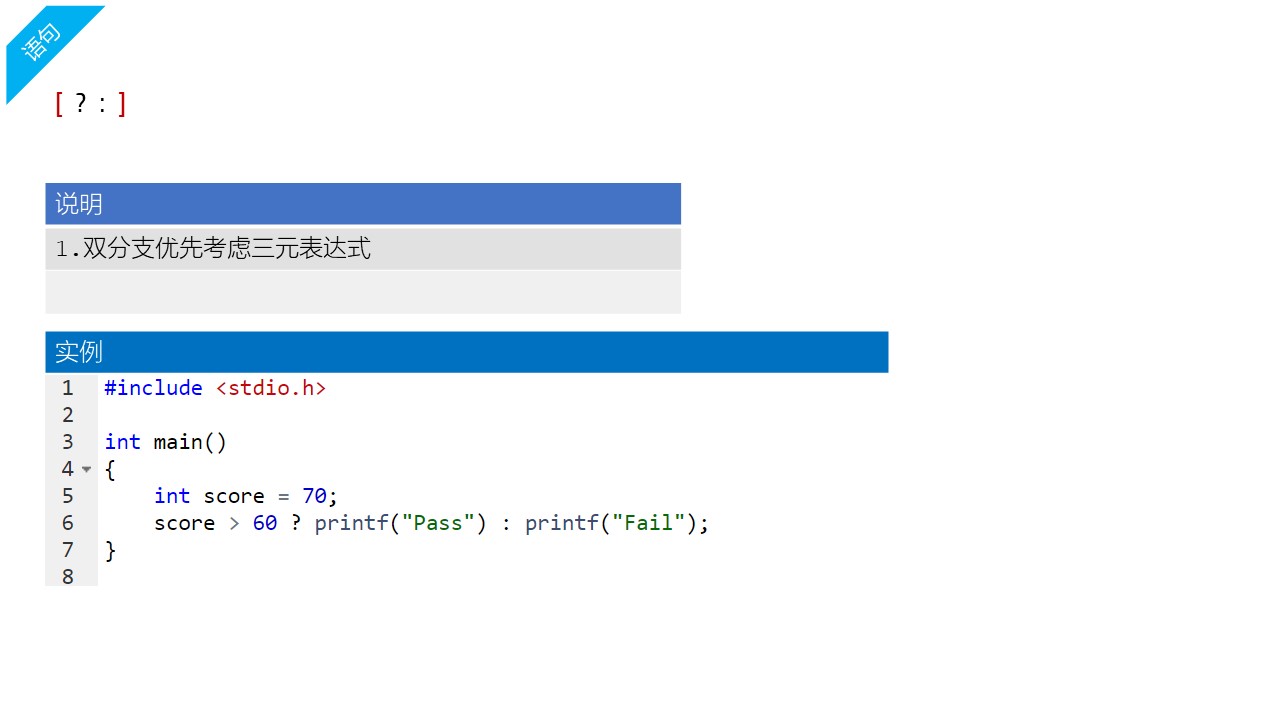 语句
[ ? : ]
说明
1.双分支优先考虑三元表达式
实例
1 #include <stdio.h>
2
3 int main()
4 {
5     int score = 70;
6     score > 60 ? printf("Pass") : printf("Fail");
7 }
8